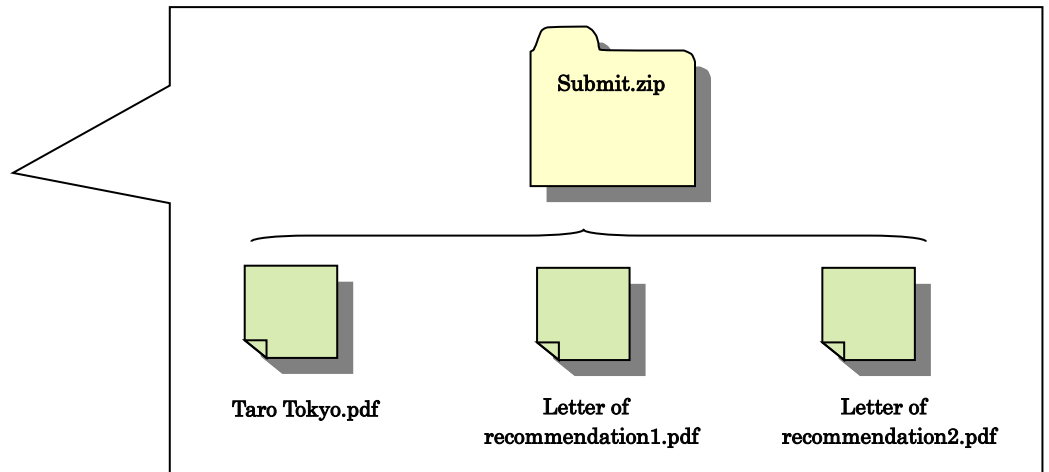 Submit.zip
Taro Tokyo.pdf
Letter of
recommendation1.pdf
Letter of
recommendation2.pdf